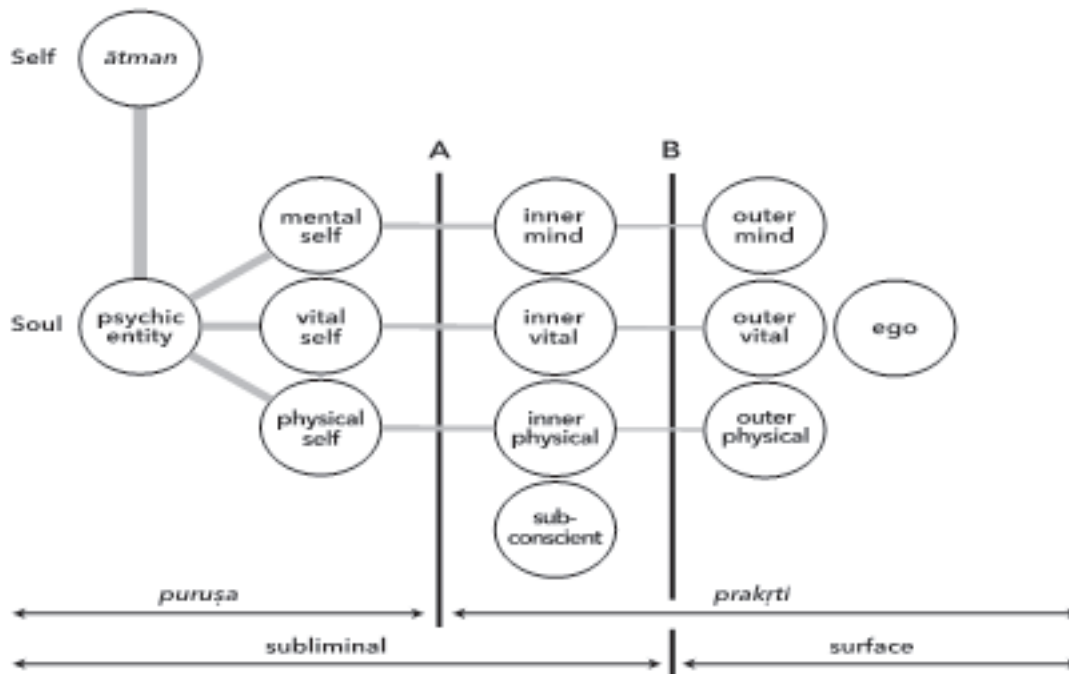 Self
ātman
A
B
mental
self
inner
mind
outer
mind
Soul
psychic
entity
vital
self
inner
vital
outer
vital
ego
physical
self
inner
physical
outer
physical
sub-
conscient
puruṣa
prakṛti
subliminal
surface